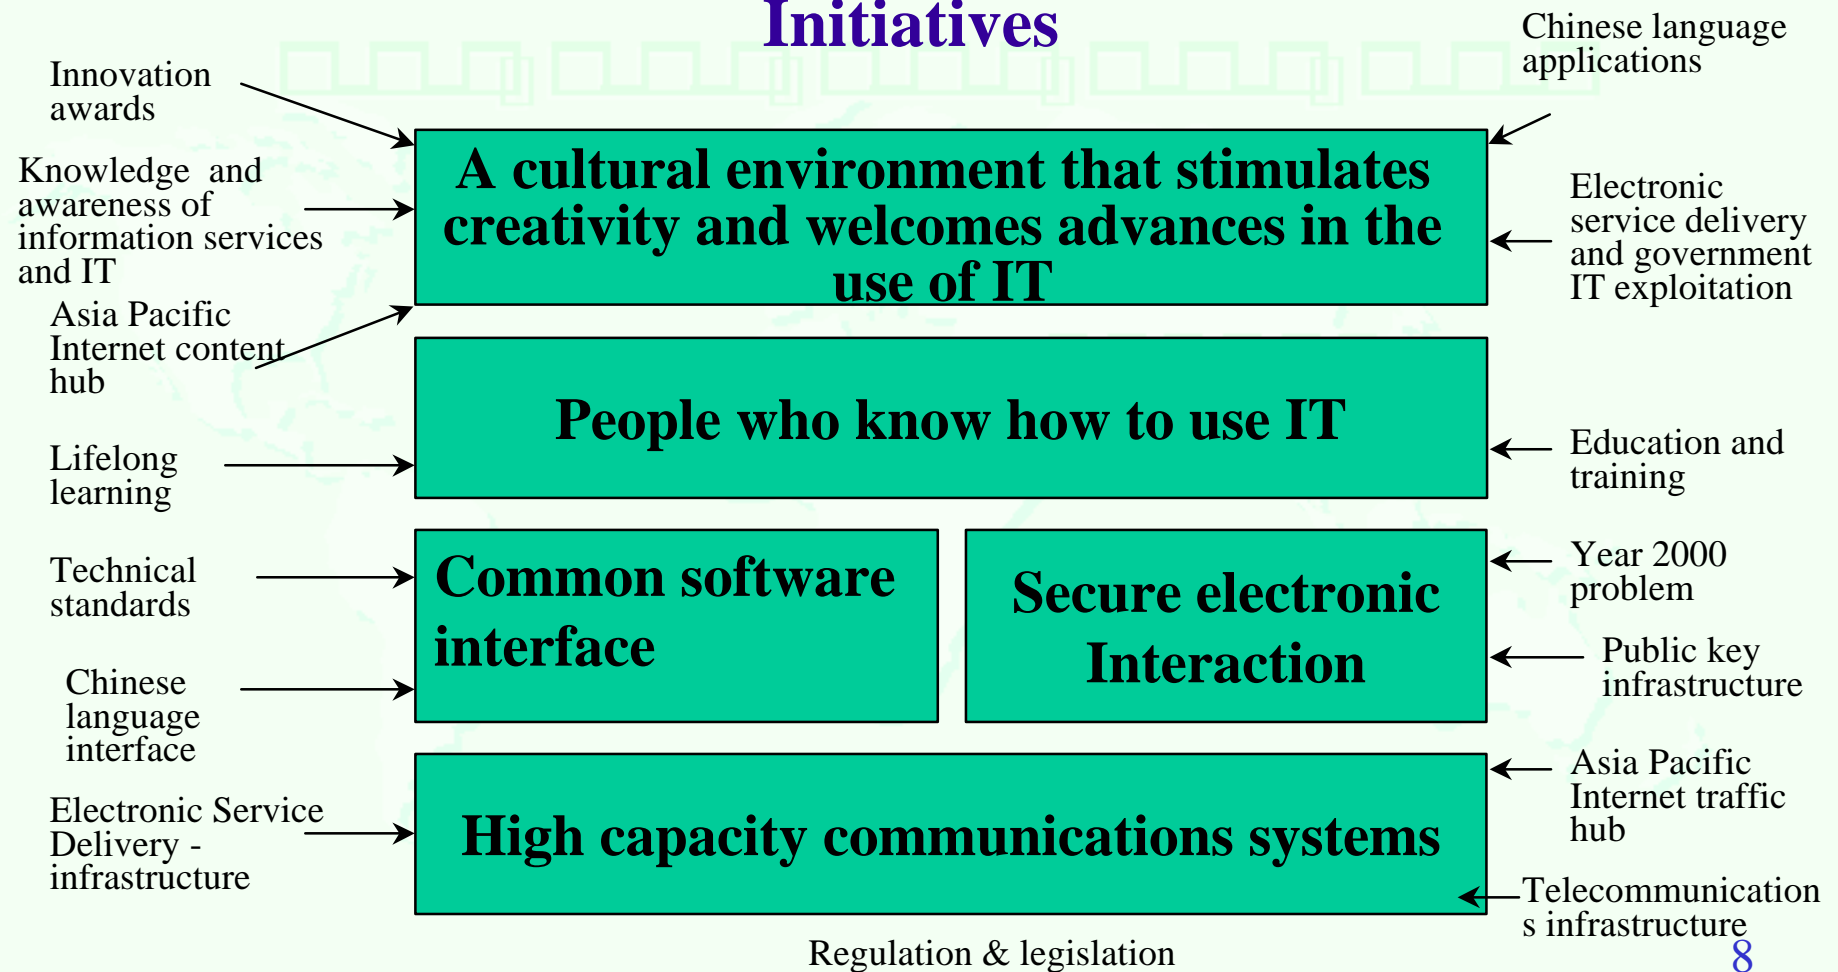 Initiatives
Innovation
awards
Knowledge and
awareness of
information services
and IT
Asia Pacific
Internet content
hub
Lifelong
learning
Technical
standards
Chinese
language
interface
Electronic Service
Delivery -
infrastructure
A cultural environment that stimulates
creativity and welcomes advances in the
use of IT
People who know how to use IT
Common software
interface
Secure electronic
Interaction
High capacity communications systems
Chinese language
applications
Electronic
service delivery
and government
IT exploitation
Education and
training
Year 2000
problem
Public key
infrastructure
Asia Pacific
Internet traffic
hub
Telecommunication
s infrastructure
Regulation & legislation
8